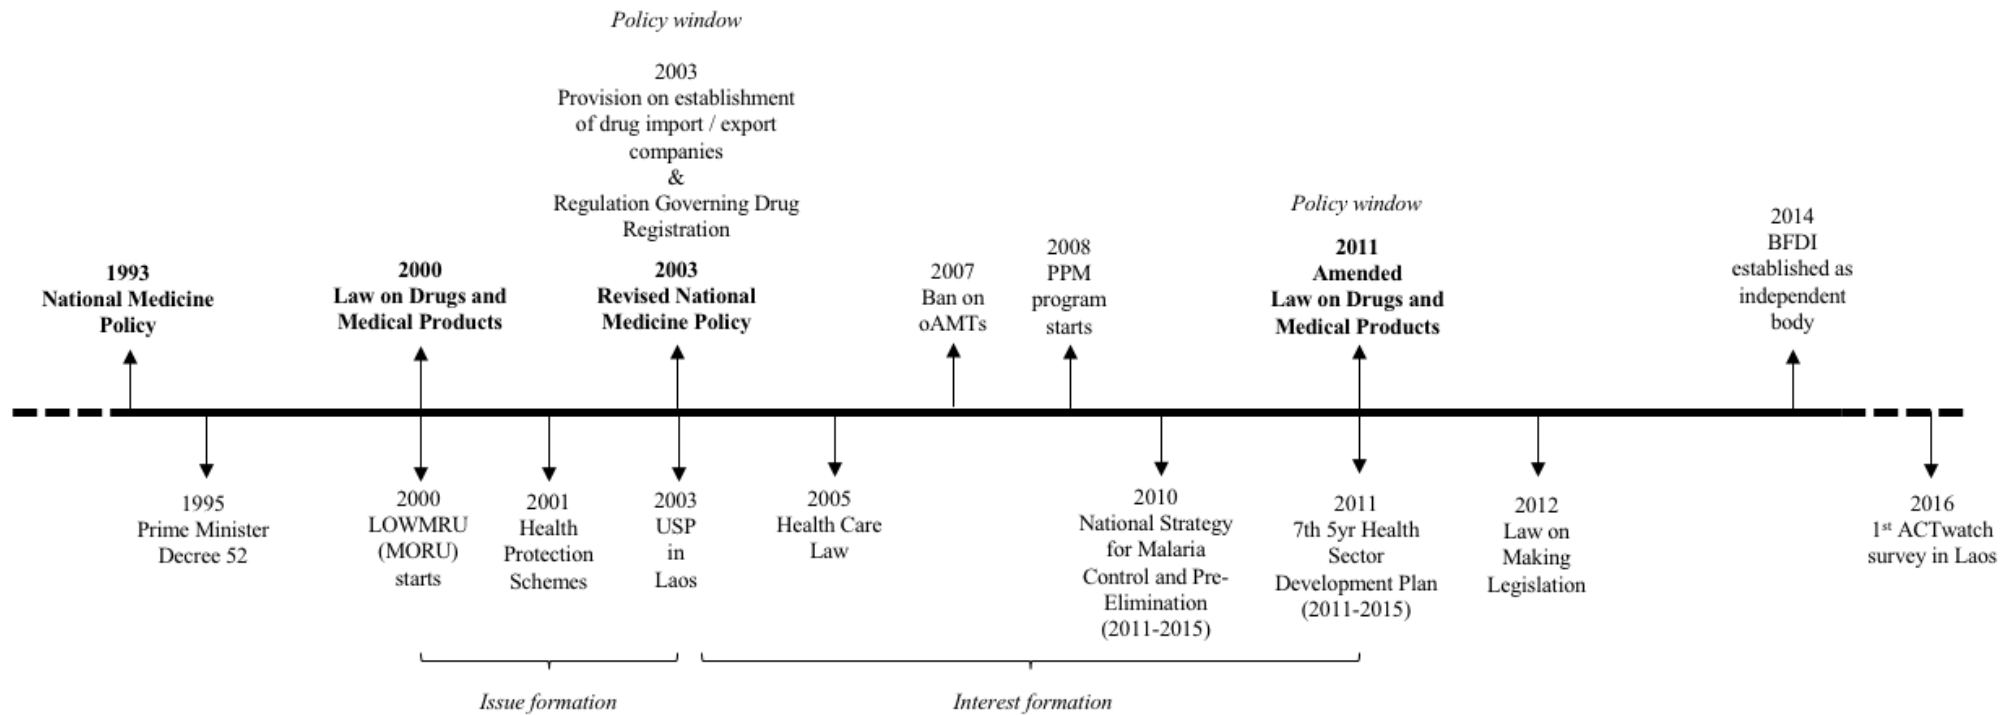 Policy window
2003
Provision on establishment
of drug import / export
companies
&
Regulation Governing Drug
Registration
1993
National Medicine
Policy
2000
Law on Drugs and
Medical Products
2003
Revised National
Medicine Policy
2007
Ban on
oAMTs
2008
PPM
program
starts
Policy window
2011
Amended
Law on Drugs and
Medical Products
2014
BFDI
established as
independent
body
1995
Prime Minister
Decree 52
2000
LOWMRU
(MORU)
starts
2001
Health
Protection
Schemes
2003
USP
in
Laos
2005
Health Care
Law
2010
National Strategy
for Malaria
Control and Pre-
Elimination
(2011-2015)
2011
7th 5yr Health
Sector
Development Plan
(2011-2015)
2012
Law on
Making
Legislation
2016
1st ACTwatch
survey in Laos
Issue formation
Interest formation